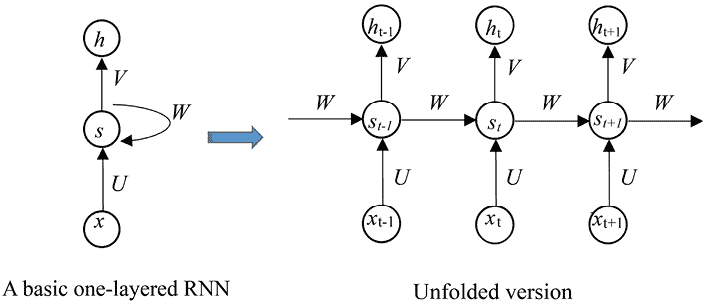 h h_{t-1} h_t h_{t+1}
V V V V
W W W W W
s s_{t-1} s_t s_{t+1}
U U U U
x x_{t-1} x_t x_{t+1}
A basic one-layered RNN Unfolded version